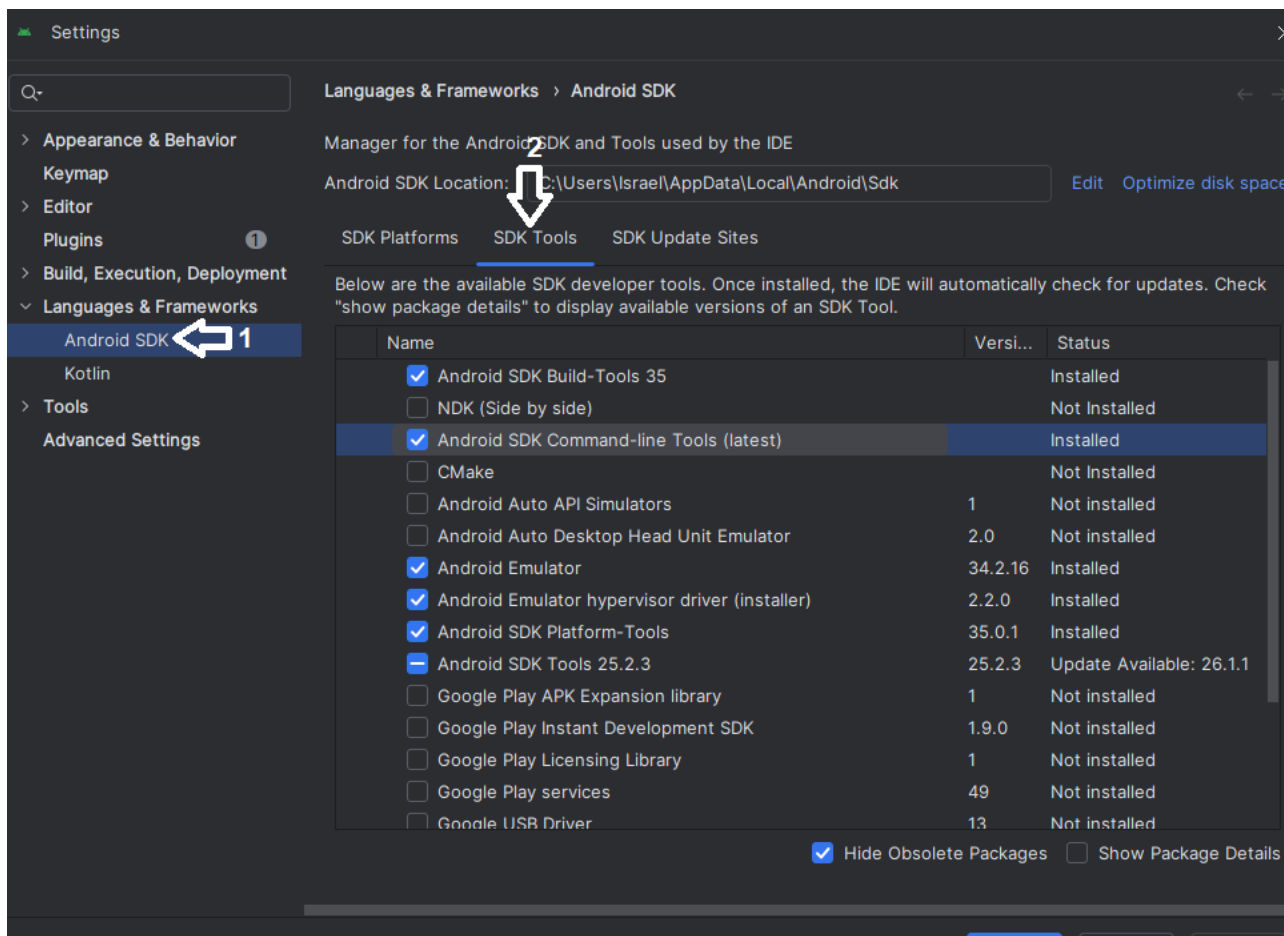 Settings
Languages & Frameworks › Android SDK
Appearance & Behavior
Keymap
Editor
Plugins 1
Build, Execution, Deployment
Languages & Frameworks
Android SDK 1
Kotlin
Tools
Advanced Settings
Manager for the Android SDK and Tools used by the IDE
2
Android SDK Location: C:\Users\Israel\AppData\Local\Android\Sdk Edit Optimize disk space
SDK Platforms SDK Tools SDK Update Sites
Below are the available SDK developer tools. Once installed, the IDE will automatically check for updates. Check
"show package details" to display available versions of an SDK Tool.
Name Versi... Status
Android SDK Build-Tools 35 Installed
NDK (Side by side) Not Installed
Android SDK Command-line Tools (latest) Installed
CMake Not Installed
Android Auto API Simulators 1 Not installed
Android Auto Desktop Head Unit Emulator 2.0 Not installed
Android Emulator 34.2.16 Installed
Android Emulator hypervisor driver (installer) 2.2.0 Installed
Android SDK Platform-Tools 35.0.1 Installed
Android SDK Tools 25.2.3 25.2.3 Update Available: 26.1.1
Google Play APK Expansion library 1 Not installed
Google Play Instant Development SDK 1.9.0 Not installed
Google Play Licensing Library 1 Not installed
Google Play services 49 Not installed
Google USB Driver 13 Not installed
Hide Obsolete Packages Show Package Details